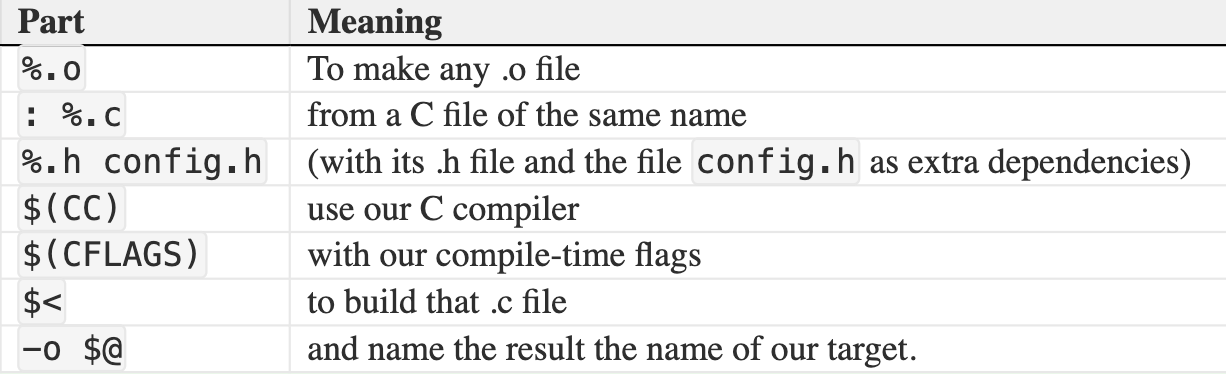 Part Meaning
%.o To make any .o file
: %.c from a C file of the same name
%.h config.h (with its .h file and the file config.h as extra dependencies)
$(CC) use our C compiler
$(CFLAGS) with our compile-time flags
$< to build that .c file
-o $@ and name the result the name of our target.